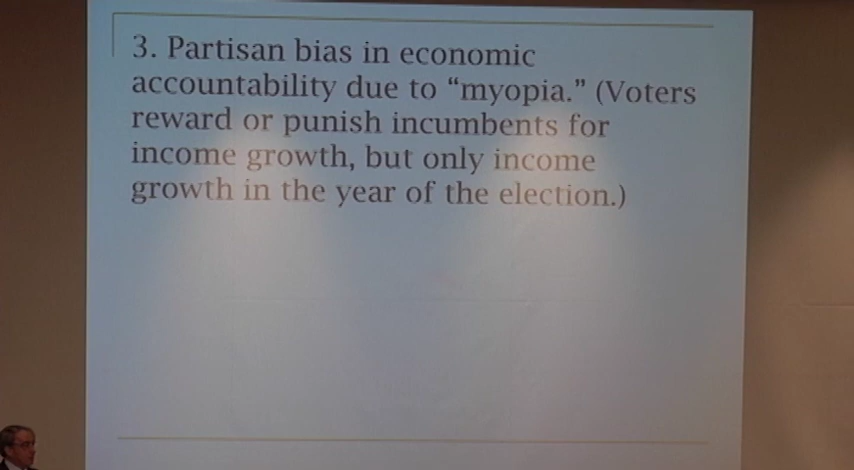 3. Partisan bias in economic
accountability due to “myopia.” (Voters
reward or punish incumbents for
income growth, but only income
growth in the year of the election.)